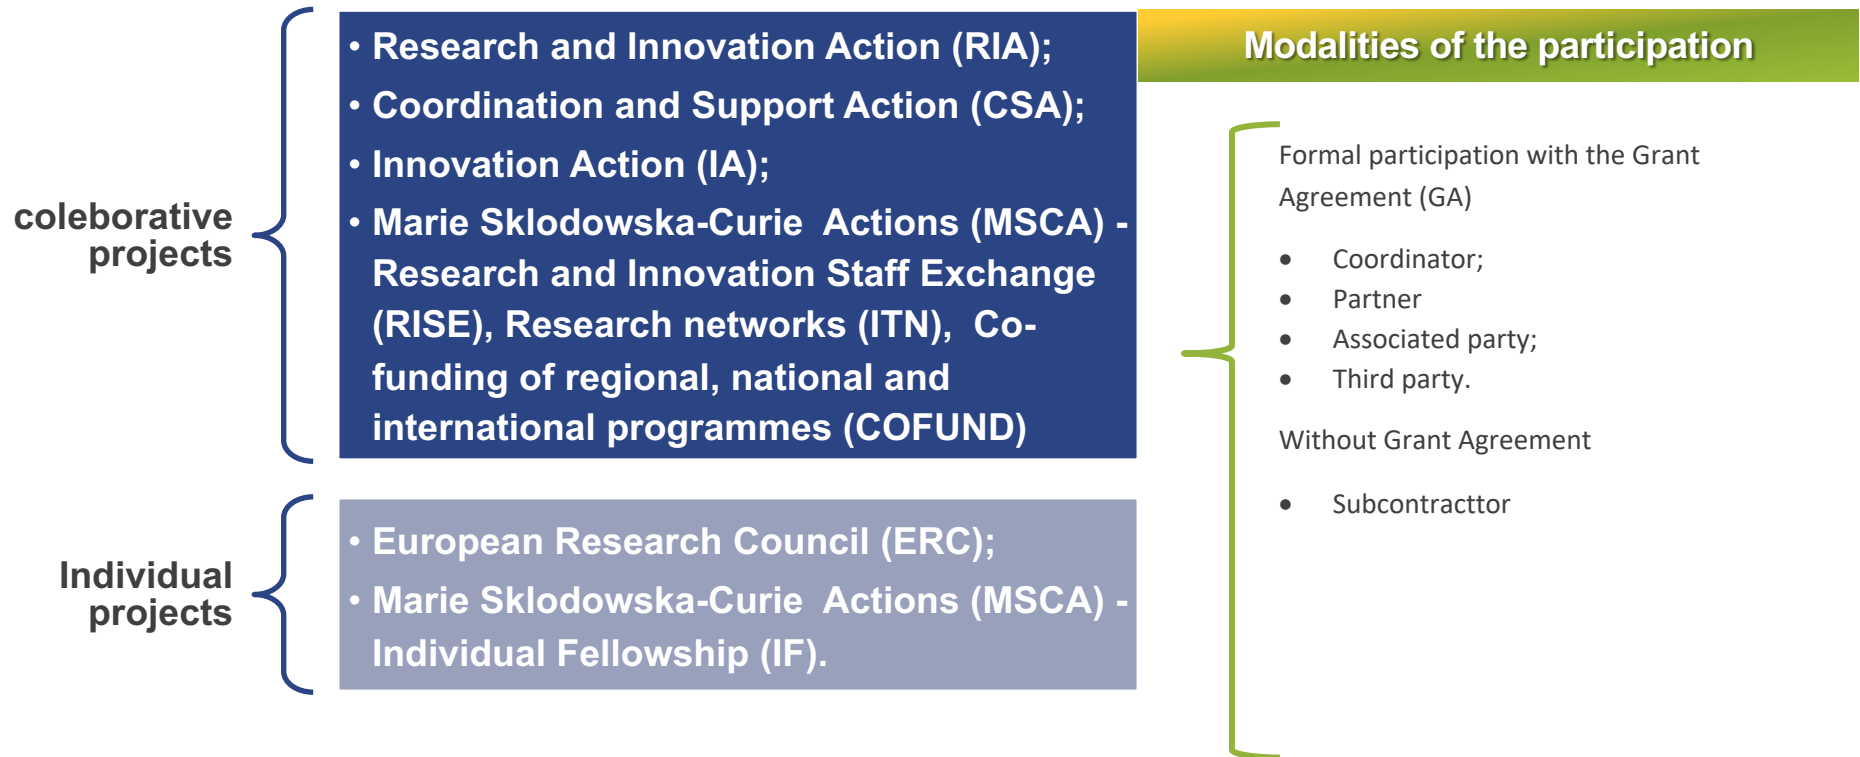 coleborative
projects
• Research and Innovation Action (RIA);
• Coordination and Support Action (CSA);
• Innovation Action (IA);
• Marie Sklodowska-Curie Actions (MSCA) -
Research and Innovation Staff Exchange
(RISE), Research networks (ITN), Co-
funding of regional, national and
international programmes (COFUND)
Individual
projects
• European Research Council (ERC);
• Marie Sklodowska-Curie Actions (MSCA) -
Individual Fellowship (IF).
Modalities of the participation
Formal participation with the Grant
Agreement (GA)
• Coordinator;
• Partner
• Associated party;
• Third party.
Without Grant Agreement
• Subcontracttor